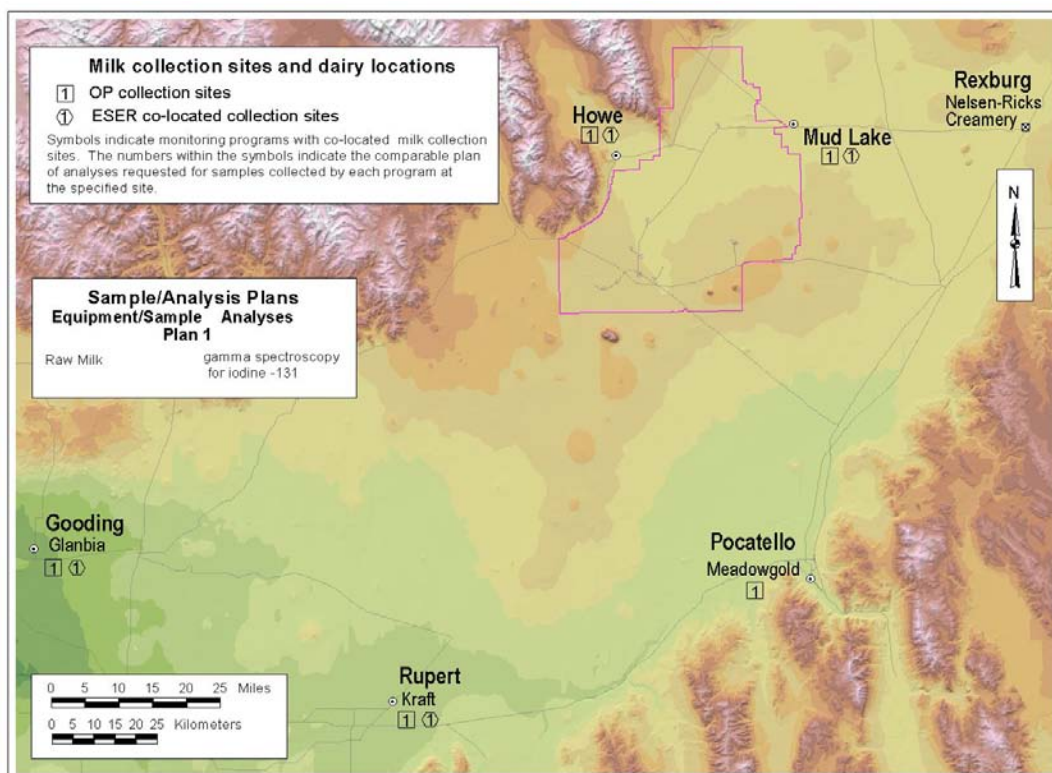 Milk collection sites and dairy locations
1 OP collection sites
1 ESER co-located collection sites
Symbols indicate monitoring programs with co-located milk collection
sites. The numbers within the symbols indicate the comparable plan
of analyses requested for samples collected by each program at
the specified site.
Howe
1 1
Mud Lake
1 1
Rexburg
Nelsen-Ricks
Creamery
N
Sample/Analysis Plans
Equipment/Sample Analyses
Plan 1
Raw Milk gamma spectroscopy
for iodine -131
Gooding
Glanbia
1 1
Pocatello
Meadowgold
1
Rupert
Kraft
1 1
0 5 10 15 20 25 Miles
0 5 10 15 20 25 Kilometers